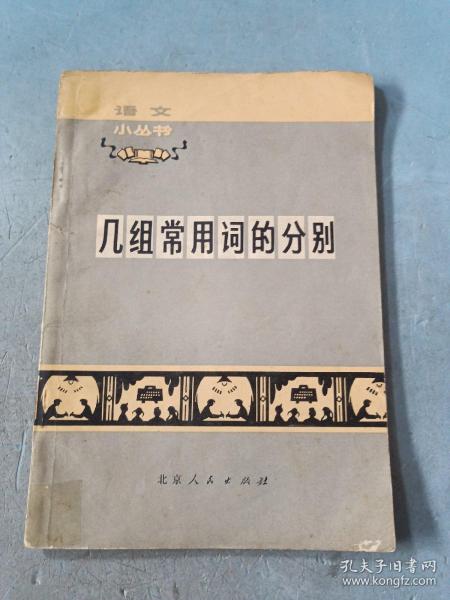 语文
小丛书
几组常用词的分别
北京人民出版社
孔夫子旧书网
www.kongfz.com